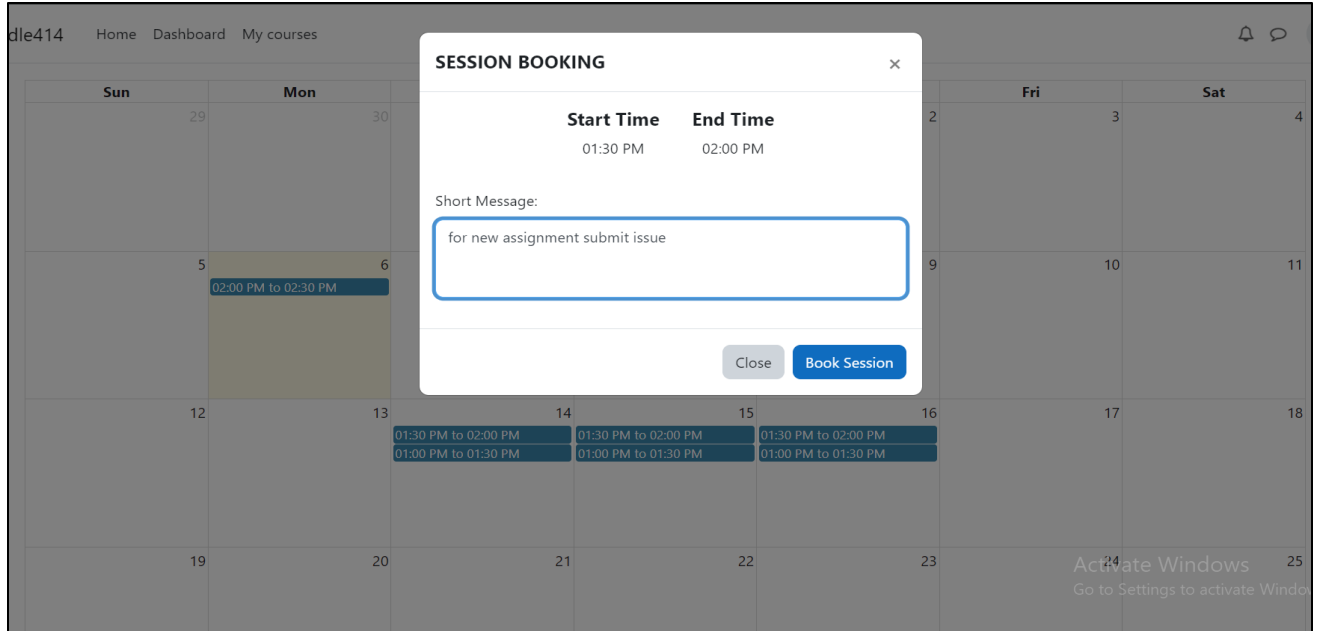 dle414 Home Dashboard My courses
SESSION BOOKING ×
Sun Mon Fri Sat
Start Time End Time
01:30 PM 02:00 PM
29 30 2 3 4
Short Message:
for new assignment submit issue
5 6 9 10 11
02:00 PM to 02:30 PM
Close Book Session
12 13 14 15 16 17 18
01:30 PM to 02:00 PM 01:30 PM to 02:00 PM 01:30 PM to 02:00 PM
01:00 PM to 01:30 PM 01:00 PM to 01:30 PM 01:00 PM to 01:30 PM
19 20 21 22 23 24 25
Activate Windows
Go to Settings to activate Windo